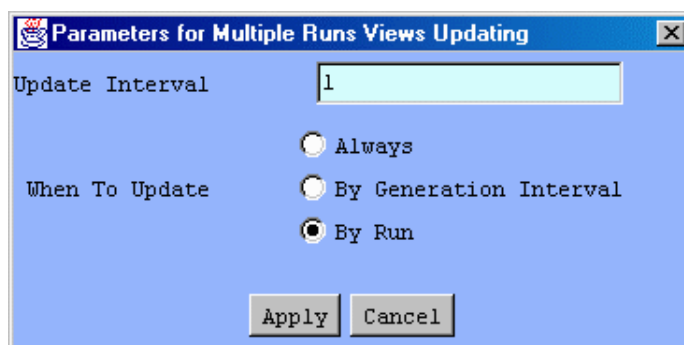 Parameters for Multiple Runs Views Updating
Update Interval 1
Always
When To Update By Generation Interval
By Run
Apply Cancel